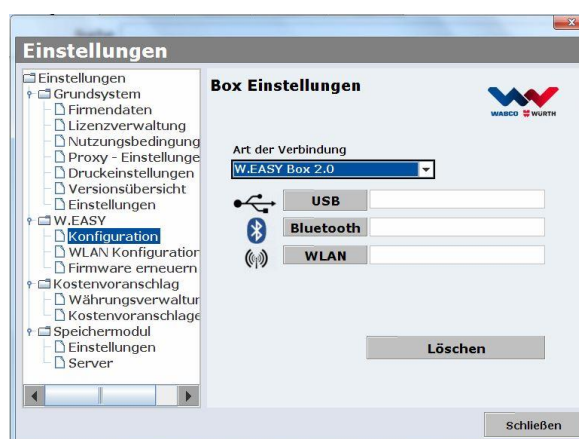 Einstellungen
Einstellungen
Grundsystem
Firmendaten
Lizenzverwaltung
Nutzungsbedingung
Proxy - Einstellunge
Druckeinstellungen
Versionsübersicht
Einstellungen
W.EASY
Konfiguration
WLAN Konfiguration
Firmware erneuern
Kostenvoranschlag
Währungsverwaltur
Kostenvoranschlage
Speichermodul
Einstellungen
Server
Box Einstellungen
WABCO WÜRTH
Art der Verbindung
W.EASY Box 2.0
USB
Bluetooth
WLAN
Löschen
Schließen